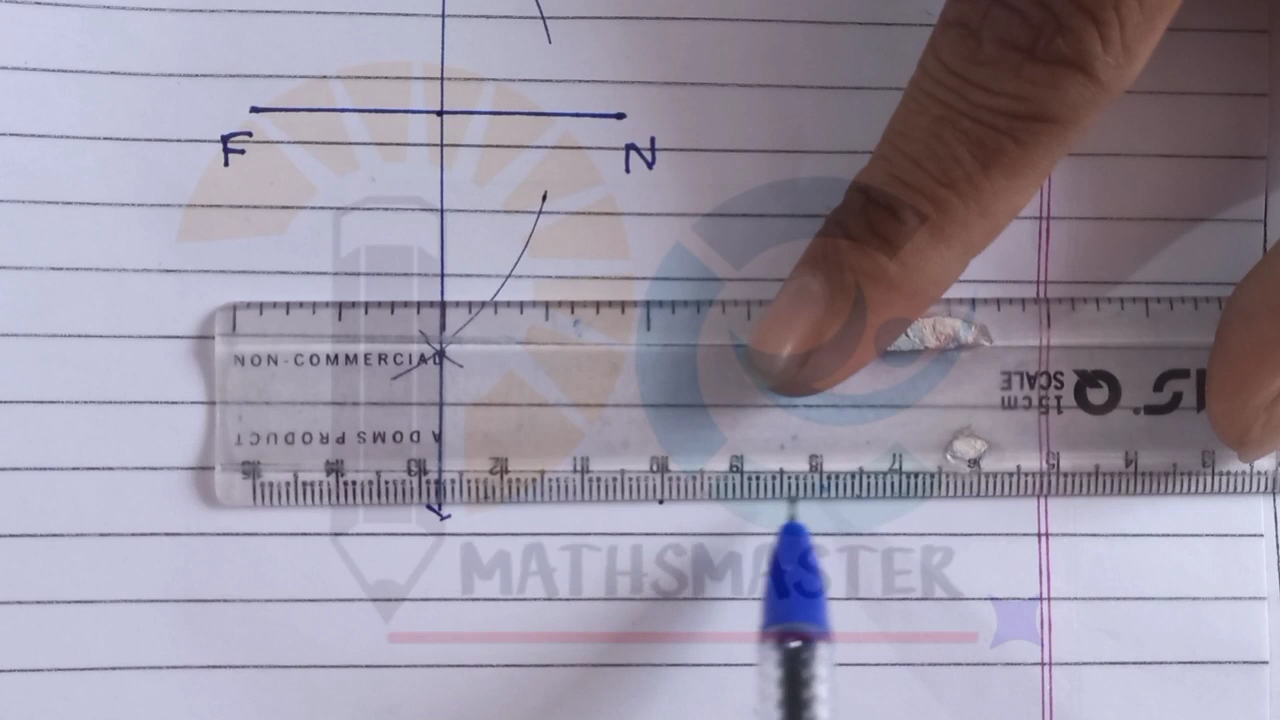 F
N
NON-COMMERCIAL
15 cm
SCALE
A DOMS PRODUCT
15 14 13 12 11 10 9 8 7 6 5 4 3
MATHSMASTER